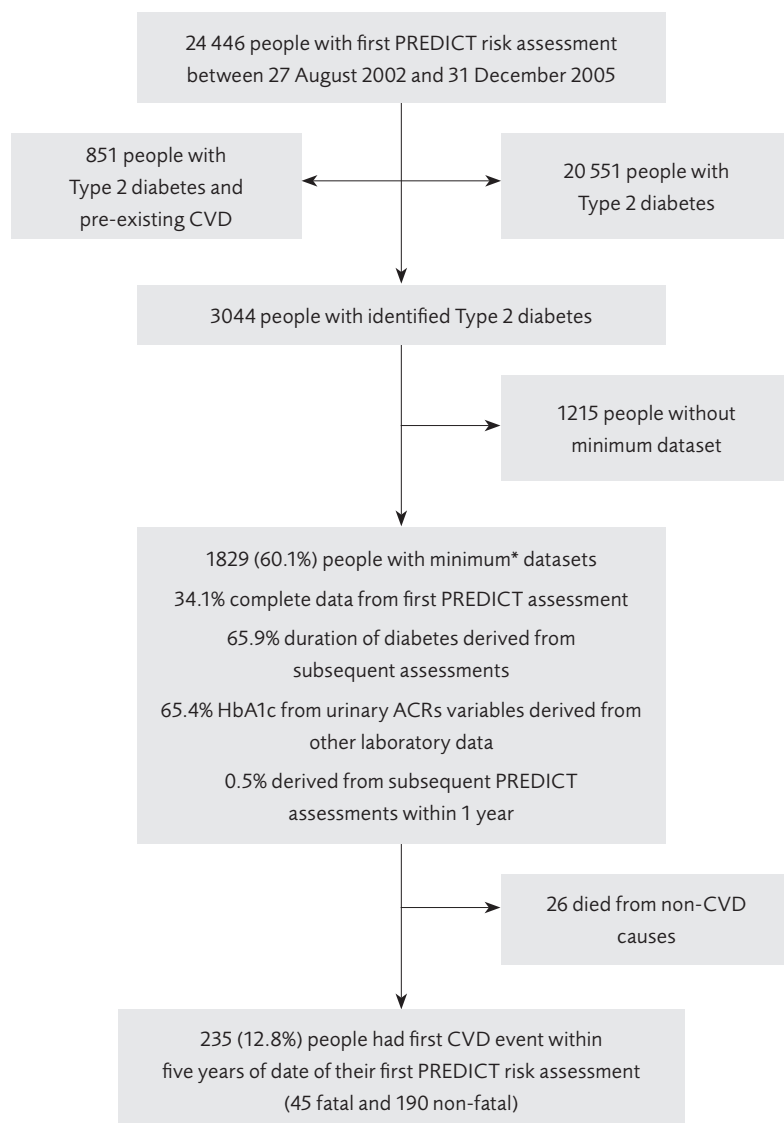 24 446 people with first PREDICT risk assessment
between 27 August 2002 and 31 December 2005
851 people with
Type 2 diabetes and
pre-existing CVD
20 551 people with
Type 2 diabetes
3044 people with identified Type 2 diabetes
1215 people without
minimum dataset
1829 (60.1%) people with minimum* datasets
34.1% complete data from first PREDICT assessment
65.9% duration of diabetes derived from
subsequent assessments
65.4% HbA1c from urinary ACRs variables derived from
other laboratory data
0.5% derived from subsequent PREDICT
assessments within 1 year
26 died from non-CVD
causes
235 (12.8%) people had first CVD event within
five years of date of their first PREDICT risk assessment
(45 fatal and 190 non-fatal)